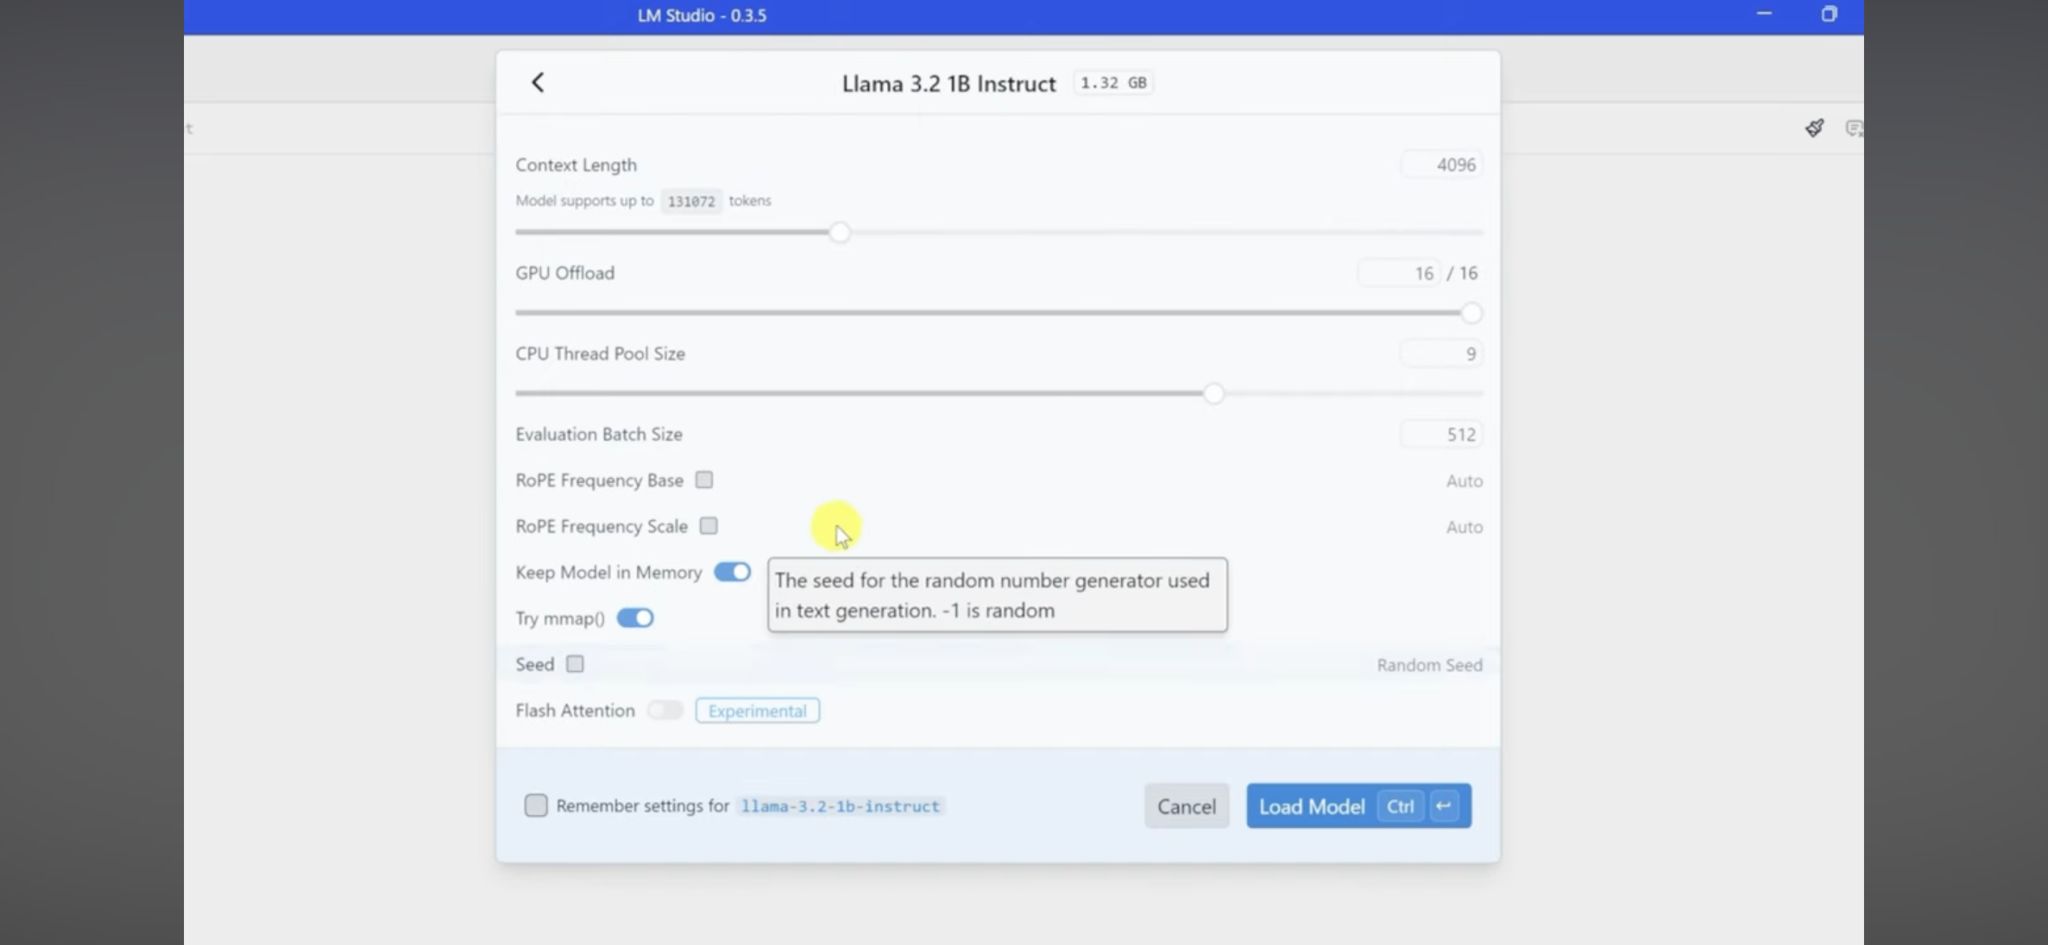 LM Studio - 0.3.5
Llama 3.2 1B Instruct 1.32 GB
t
Context Length 4096
Model supports up to 131072 tokens
GPU Offload 16 / 16
CPU Thread Pool Size 9
Evaluation Batch Size 512
RoPE Frequency Base Auto
RoPE Frequency Scale Auto
Keep Model in Memory
The seed for the random number generator used
in text generation. -1 is random
Try mmap()
Seed Random Seed
Flash Attention Experimental
Remember settings for llama-3.2-1b-instruct Cancel Load Model Ctrl ↩